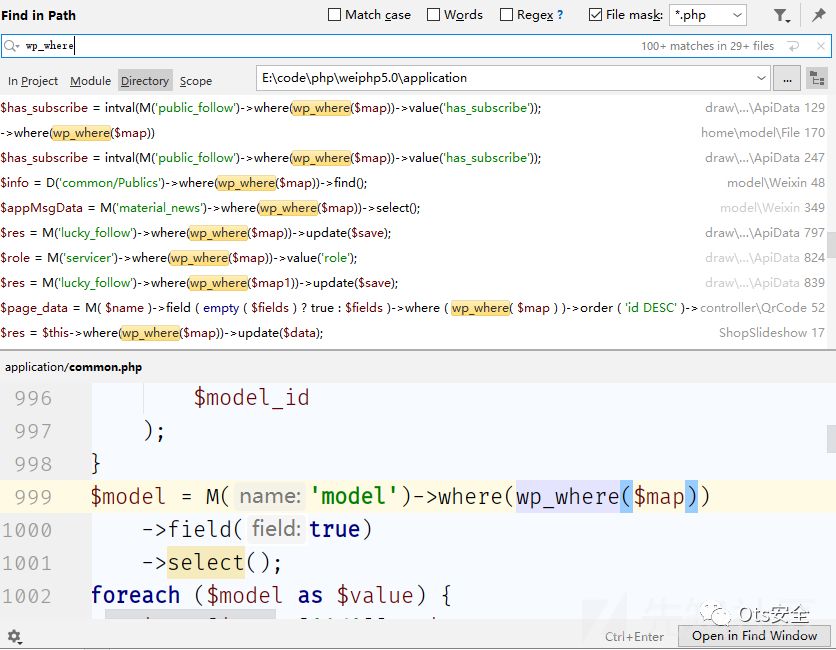 Find in Path Match case Words Regex ? File mask: *.php
wp_where 100+ matches in 29+ files
In Project Module Directory Scope E:\code\php\weiphp5.0\application ...
$has_subscribe = intval(M('public_follow')->where(wp_where($map))->value('has_subscribe')); draw\...\ApiData 129
->where(wp_where($map)) home\model\File 170
$has_subscribe = intval(M('public_follow')->where(wp_where($map))->value('has_subscribe')); draw\...\ApiData 247
$info = D('common/Publics')->where(wp_where($map))->find(); model\Weixin 48
$appMsgData = M('material_news')->where(wp_where($map))->select(); model\Weixin 349
$res = M('lucky_follow')->where(wp_where($map))->update($save); draw\...\ApiData 797
$role = M('servicer')->where(wp_where($map))->value('role'); draw\...\ApiData 824
$res = M('lucky_follow')->where(wp_where($map1))->update($save); draw\...\ApiData 839
$page_data = M( $name )->field ( empty ( $fields ) ? true : $fields )->where ( wp_where( $map ) )->order ( 'id DESC' )-> controller\QrCode 52
$res = $this->where(wp_where($map))->update($data); ShopSlideshow 17
application/common.php
996 $model_id
997 );
998 }
999 $model = M( name: 'model')->where(wp_where($map))
1000 ->field( field: true)
1001 ->select();
1002 foreach ($model as $value) {
Ots安全
Ctrl+Enter Open in Find Window